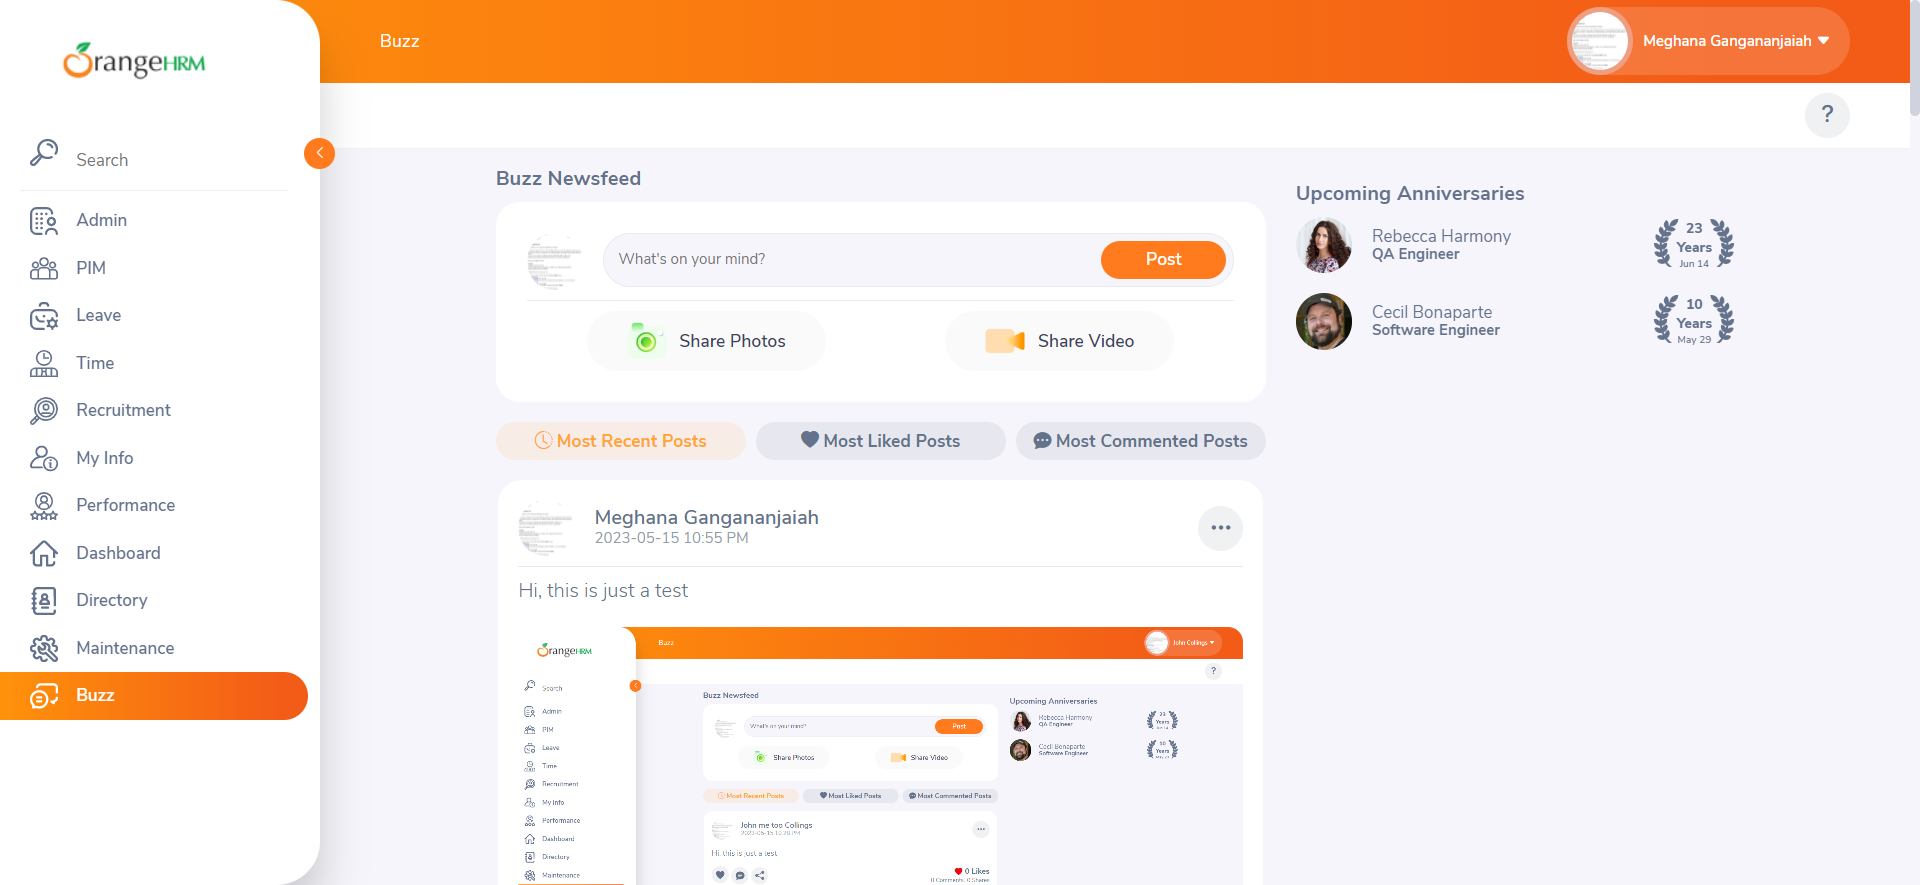 OrangeHRM
Search
Admin
PIM
Leave
Time
Recruitment
My Info
Performance
Dashboard
Directory
Maintenance
Buzz
Buzz
Meghana Gangananjaiah
?
Buzz Newsfeed
What's on your mind?
Post
Share Photos
Share Video
Most Recent Posts
Most Liked Posts
Most Commented Posts
Upcoming Anniversaries
Rebecca Harmony
QA Engineer
23
Years
Jun 14
Cecil Bonaparte
Software Engineer
10
Years
May 29
Meghana Gangananjaiah
2023-05-15 10:55 PM
Hi, this is just a test
OrangeHRM
Search
Admin
PIM
Leave
Time
Recruitment
My Info
Performance
Dashboard
Directory
Maintenance
Buzz
John Collings
?
Buzz Newsfeed
What's on your mind?
Post
Share Photos
Share Video
Most Recent Posts
Most Liked Posts
Most Commented Posts
Upcoming Anniversaries
Rebecca Harmony
QA Engineer
23
Years
Cecil Bonaparte
Software Engineer
10
Years
John me too Collings
Hi, this is just a test
0 Likes
0 Comments, 0 Shares